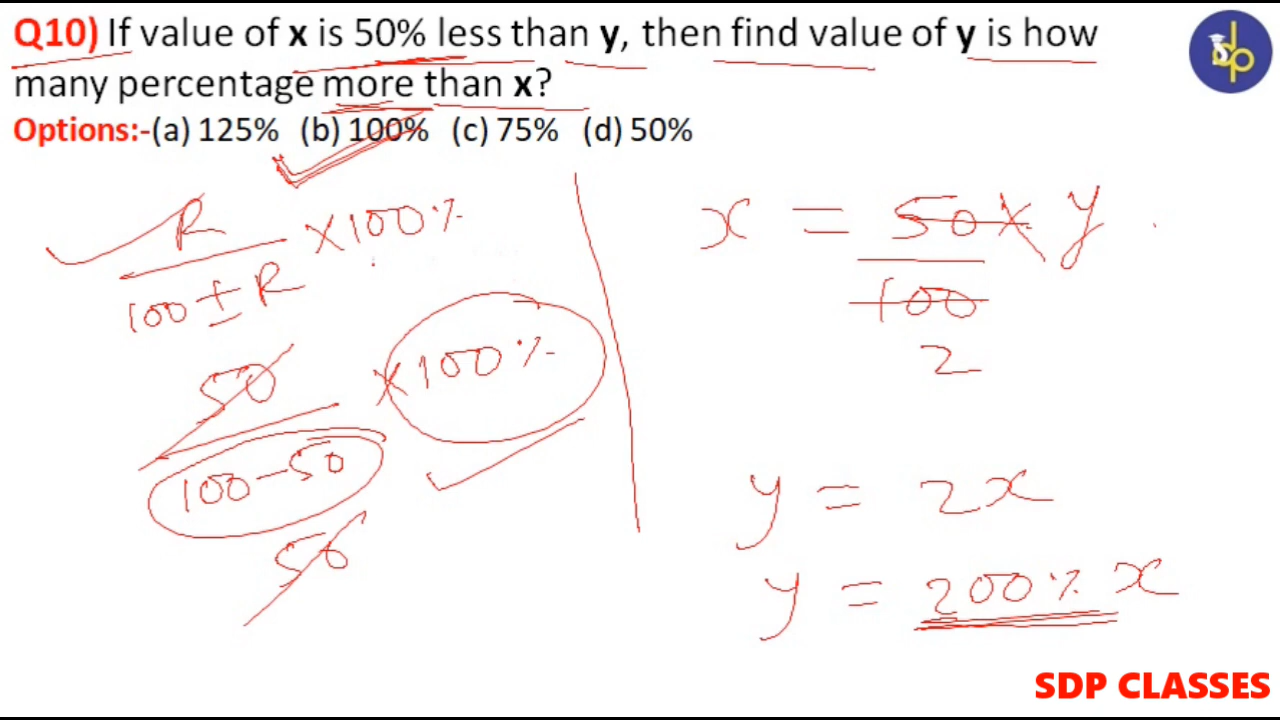 Q10) If value of x is 50% less than y, then find value of y is how
many percentage more than x?
Options:-(a) 125% (b) 100% (c) 75% (d) 50%
dp
R
100 ± R
×100%
50
100-50
×100%
50
x = 50 × y
100
2
y = 2x
y = 200% x
SDP CLASSES